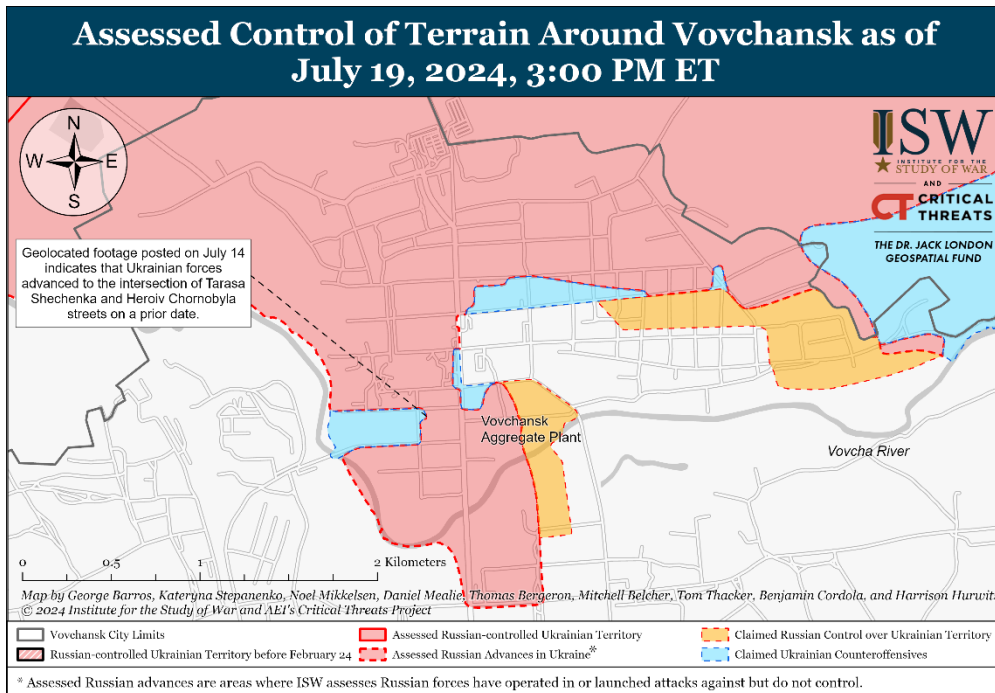 Assessed Control of Terrain Around Vovchansk as of
July 19, 2024, 3:00 PM ET
N
W
E
S
ISW
INSTITUTE FOR THE
STUDY OF WAR
AND
CT CRITICAL
THREATS
THE DR. JACK LONDON
GEOSPATIAL FUND
Geolocated footage posted on July 14
indicates that Ukrainian forces
advanced to the intersection of Tarasa
Shechenka and Heroiv Chornobyla
streets on a prior date.
Vovchansk
Aggregate Plant
Vovcha River
0 0.5 1 2 Kilometers
Map by George Barros, Kateryna Stepanenko, Noel Mikkelsen, Daniel Mealie, Thomas Bergeron, Mitchell Belcher, Tom Thacker, Benjamin Cordola, and Harrison Hurwitz
© 2024 Institute for the Study of War and AEI's Critical Threats Project
Vovchansk City Limits
Assessed Russian-controlled Ukrainian Territory
Claimed Russian Control over Ukrainian Territory
Russian-controlled Ukrainian Territory before February 24
Assessed Russian Advances in Ukraine*
Claimed Ukrainian Counteroffensives
* Assessed Russian advances are areas where ISW assesses Russian forces have operated in or launched attacks against but do not control.